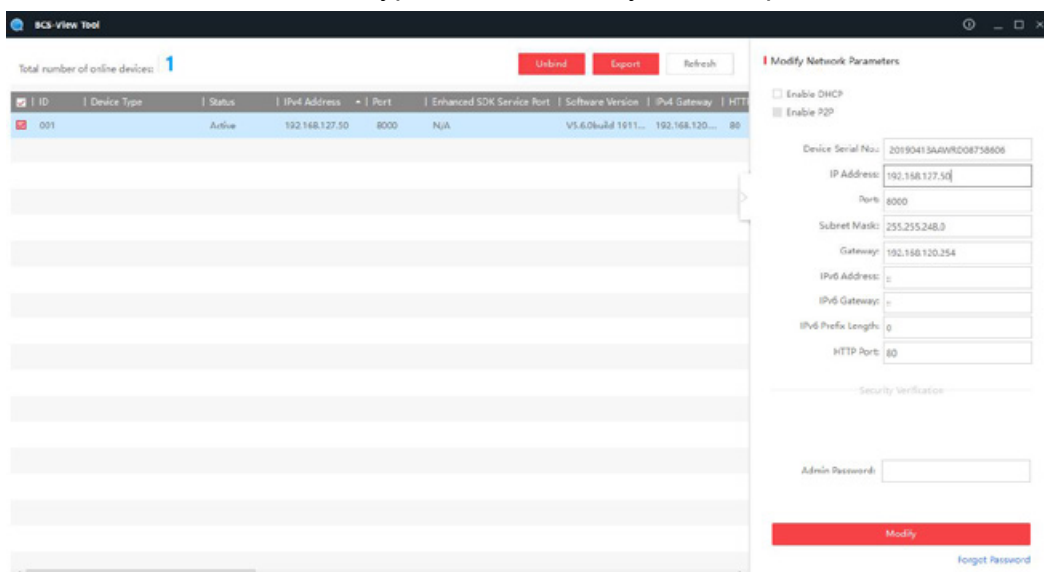 BCS-View Tool
Total number of online devices: 1
Unbind
Export
Refresh
ID | Device Type | Status | IPv4 Address | Port | Enhanced SDK Service Port | Software Version | IPv4 Gateway | HTT
001 Active 192.168.127.50 8000 N/A V5.6.0build 1911... 192.168.120.... 80
Modify Network Parameters
Enable DHCP
Enable P2P
Device Serial No.: 20190413AAWRD08758606
IP Address: 192.158.127.50
Port: 8000
Subnet Mask: 255.255.248.0
Gateway: 192.168.120.254
IPv6 Address: ::
IPv6 Gateway: ::
IPv6 Prefix Length: 0
HTTP Port: 80
Security Verification
Admin Password:
Modify
Forgot Password